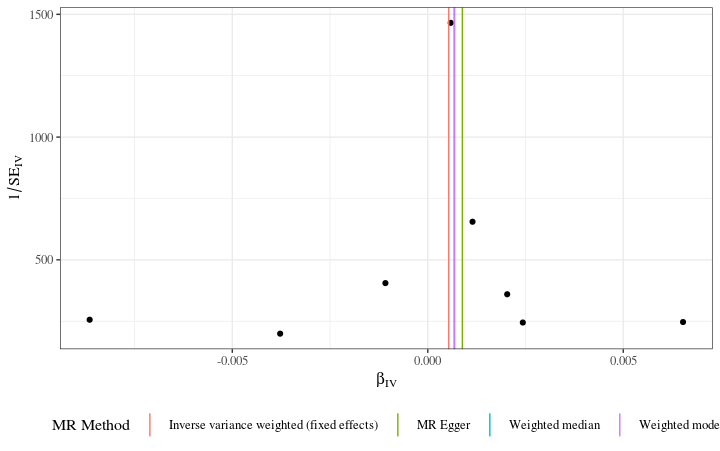 1500
1000
500
1/SE_IV
-0.005
0.000
0.005
β_IV
MR Method
Inverse variance weighted (fixed effects)
MR Egger
Weighted median
Weighted mode